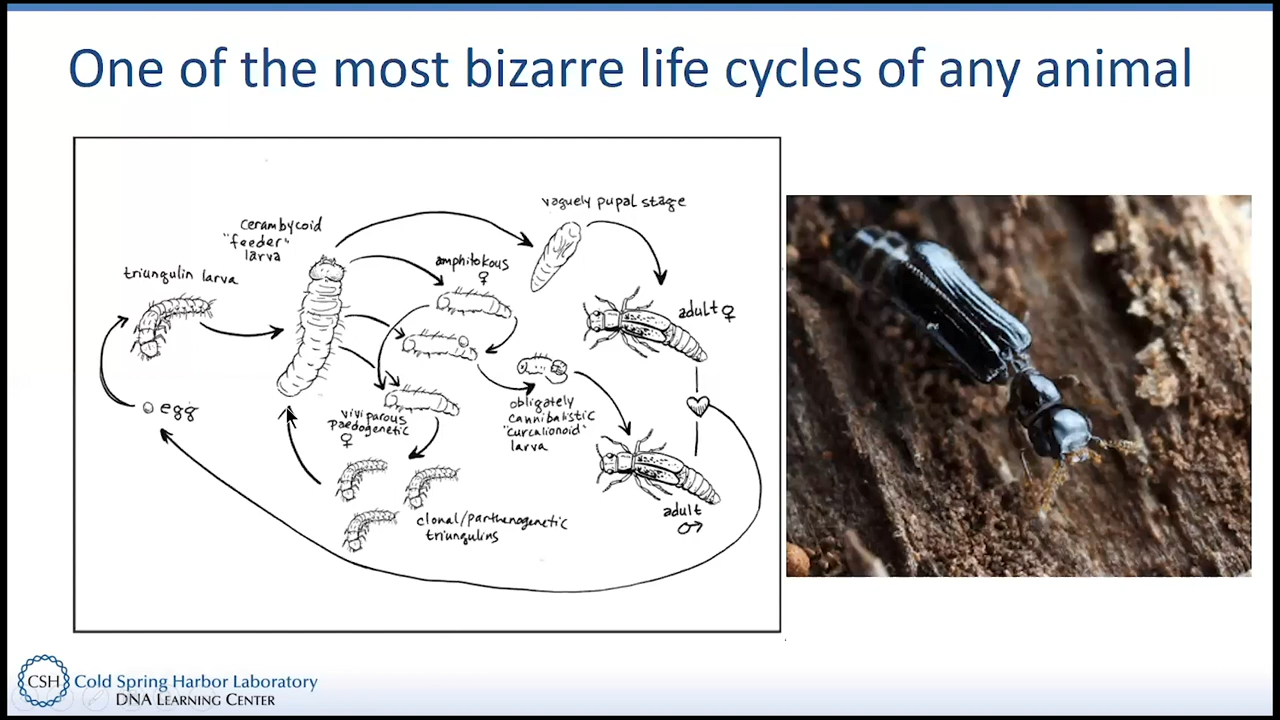 One of the most bizarre life cycles of any animal
vaguely pupal stage
cerambycoid
"feeder"
larva
amphitokous
♀
triungulin larva
adult ♀
egg
viviparous
paedogenetic
♀
obligately
cannibalistic
"curcalionoid"
larva
adult
♂
clonal/parthenogenetic
triungulins
CSH Cold Spring Harbor Laboratory
DNA LEARNING CENTER